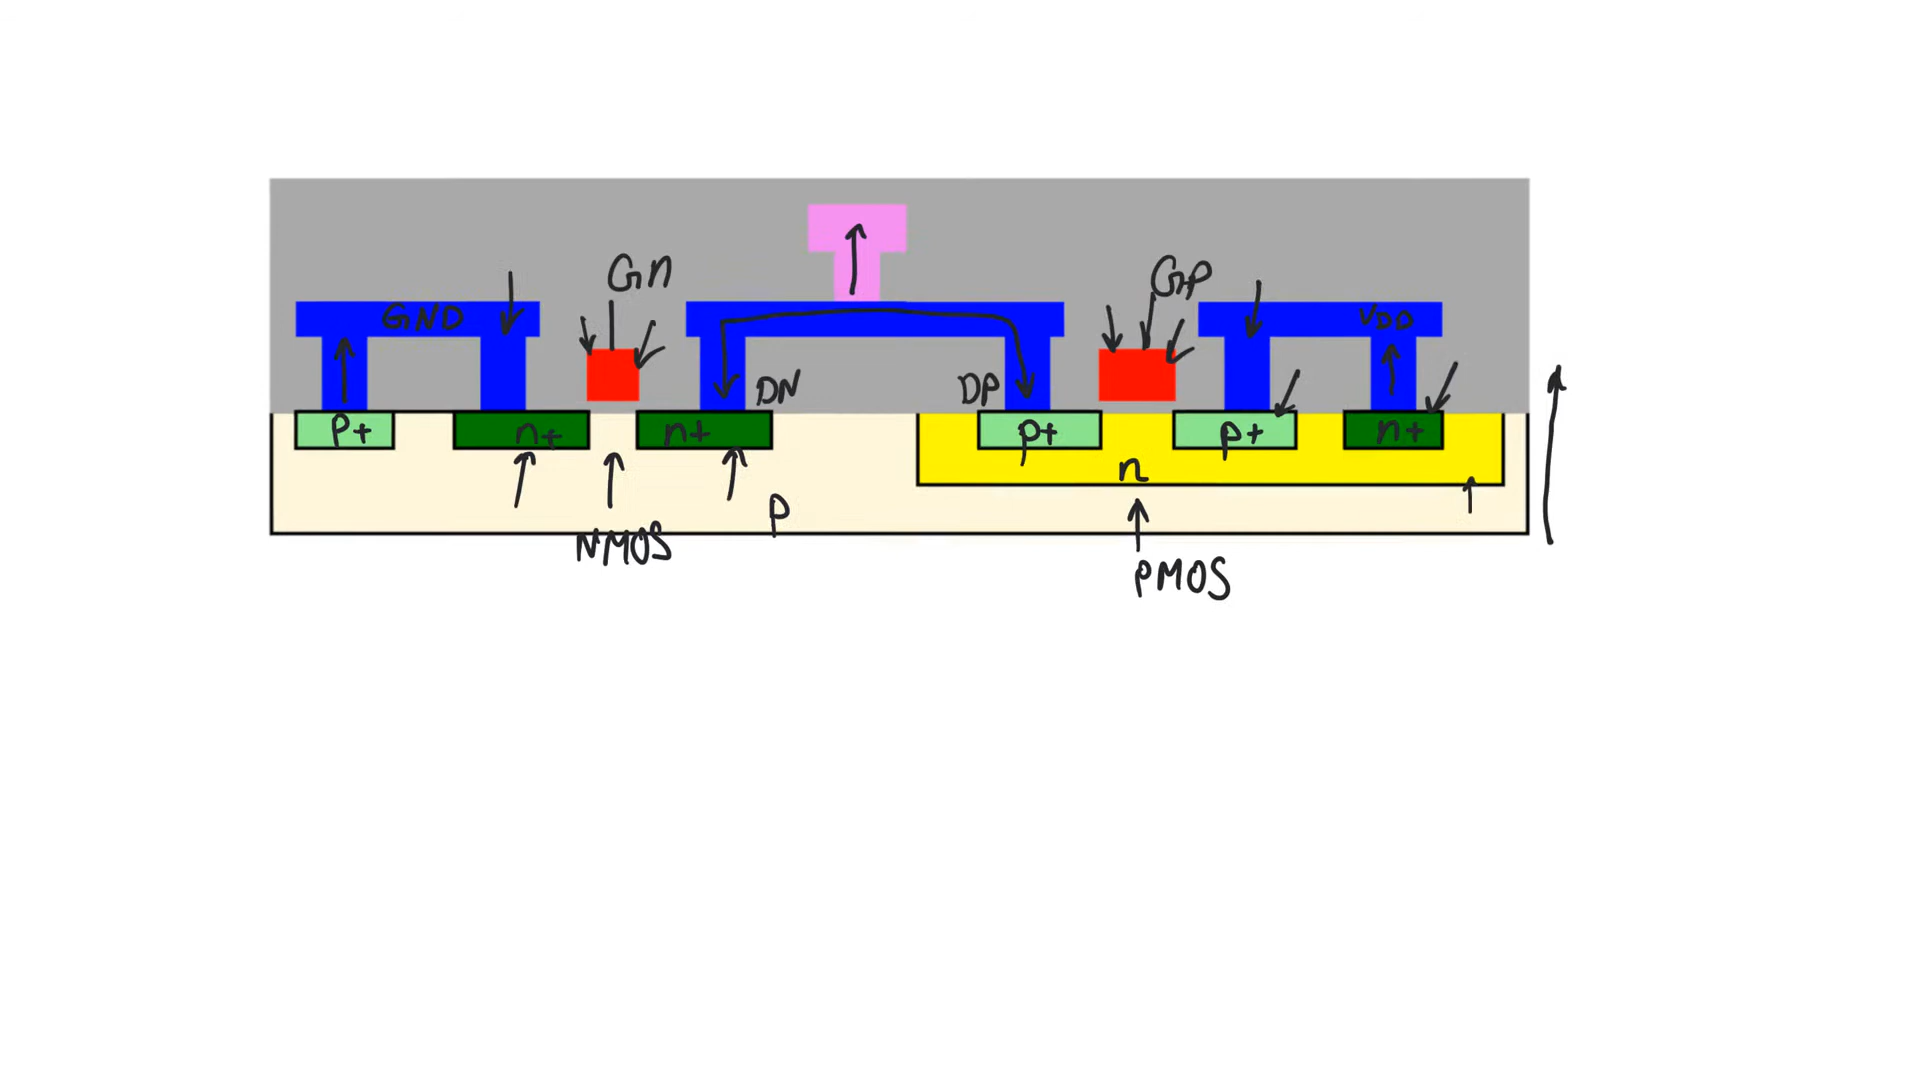 Gn
Gp
GND
VDD
DN
DP
P+
n+
n+
p+
p+
n+
n
p
NMOS
PMOS